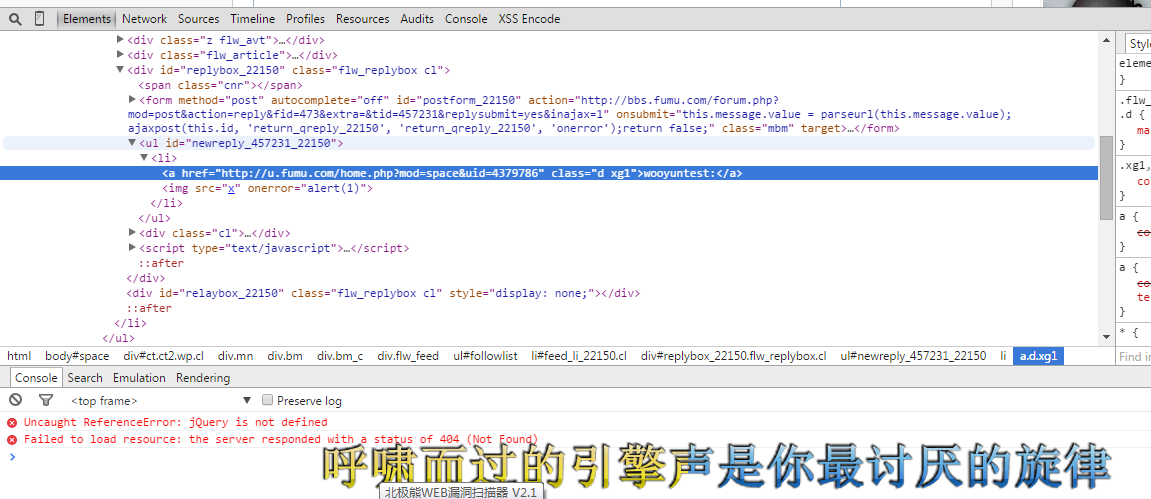 Elements Network Sources Timeline Profiles Resources Audits Console XSS Encode
<div class="z flw_avt">…</div>
<div class="flw_article">…</div>
<div id="replybox_22150" class="flw_replybox cl">
<span class="cnr"></span>
<form method="post" autocomplete="off" id="postform_22150" action="http://bbs.fumu.com/forum.php?
mod=post&action=reply&fid=473&extra=&tid=457231&replysubmit=yes&inajax=1" onsubmit="this.message.value = parseurl(this.message.value);
ajaxpost(this.id, 'return_qreply_22150', 'return_qreply_22150', 'onerror');return false;" class="mbm" target>…</form>
<ul id="newreply_457231_22150">
<li>
<a href="http://u.fumu.com/home.php?mod=space&uid=4379786" class="d xg1">wooyuntest:</a>
<img src="x" onerror="alert(1)">
</li>
</ul>
<div class="cl">…</div>
<script type="text/javascript">…</script>
::after
</div>
<div id="relaybox_22150" class="flw_replybox cl" style="display: none;"></div>
::after
</li>
</ul>
Style
eleme
}
.flw_
.d {
ma
}
.xg1,
co
}
a {
co
}
a {
co
te
}
* {
Find in
html body#space div#ct.ct2.wp.cl div.mn div.bm div.bm_c div.flw_feed ul#followlist li#feed_li_22150.cl div#replybox_22150.flw_replybox.cl ul#newreply_457231_22150 li a.d.xg1
Console Search Emulation Rendering
<top frame> Preserve log
Uncaught ReferenceError: jQuery is not defined
Failed to load resource: the server responded with a status of 404 (Not Found)
呼啸而过的引擎声是你最讨厌的旋律
北极熊WEB漏洞扫描器 V2.1